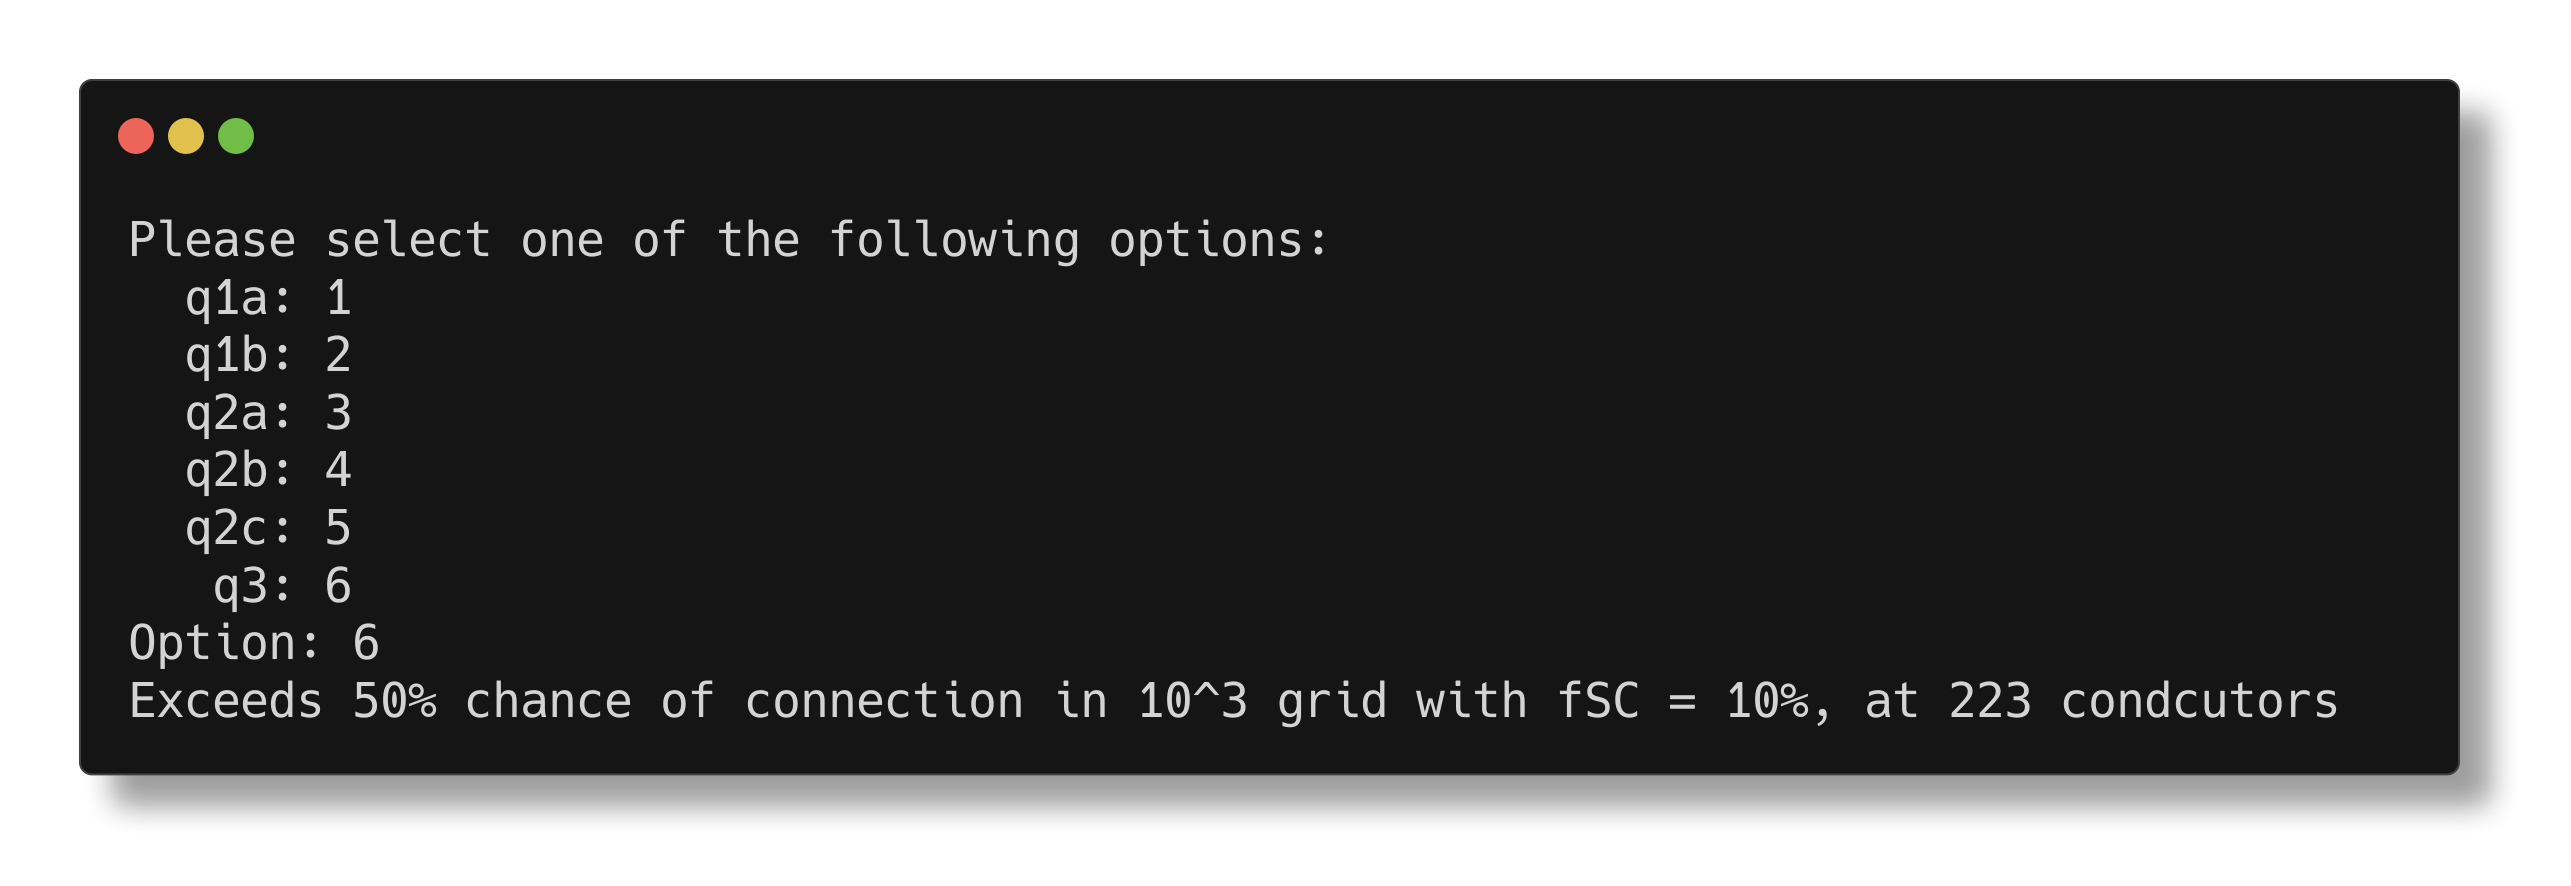 Please select one of the following options:
  q1a: 1
  q1b: 2
  q2a: 3
  q2b: 4
  q2c: 5
   q3: 6
Option: 6
Exceeds 50% chance of connection in 10^3 grid with fSC = 10%, at 223 condcutors